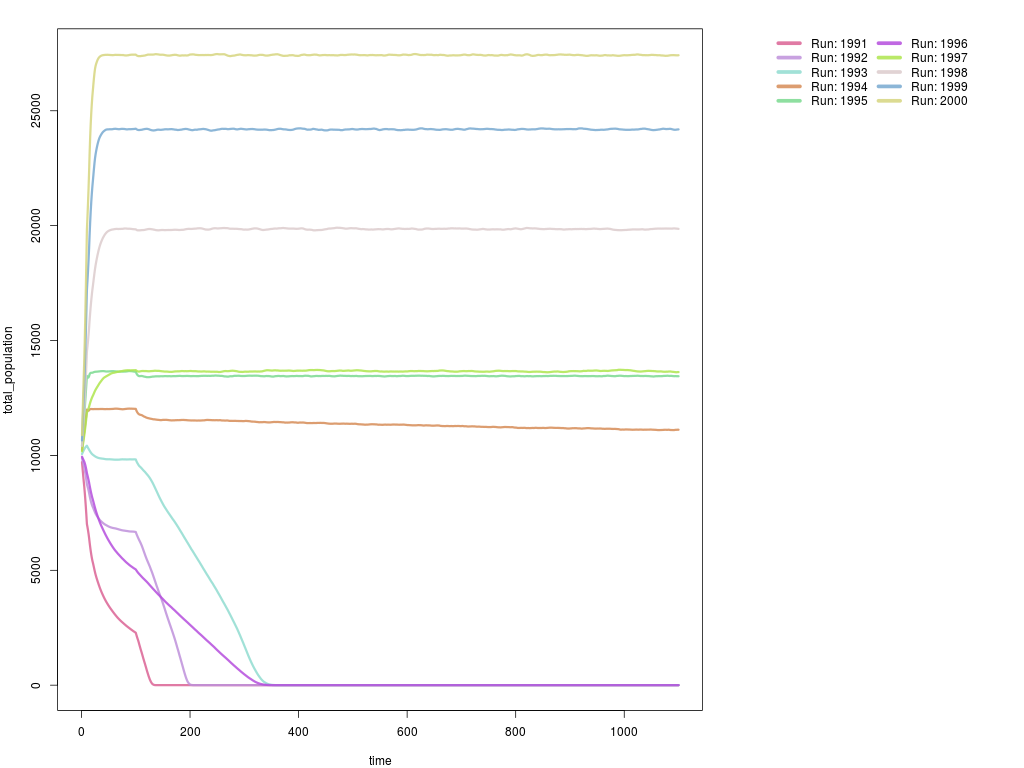 Run: 1991
Run: 1992
Run: 1993
Run: 1994
Run: 1995
Run: 1996
Run: 1997
Run: 1998
Run: 1999
Run: 2000
total_population
25000
20000
15000
10000
5000
0
0 200 400 600 800 1000
time